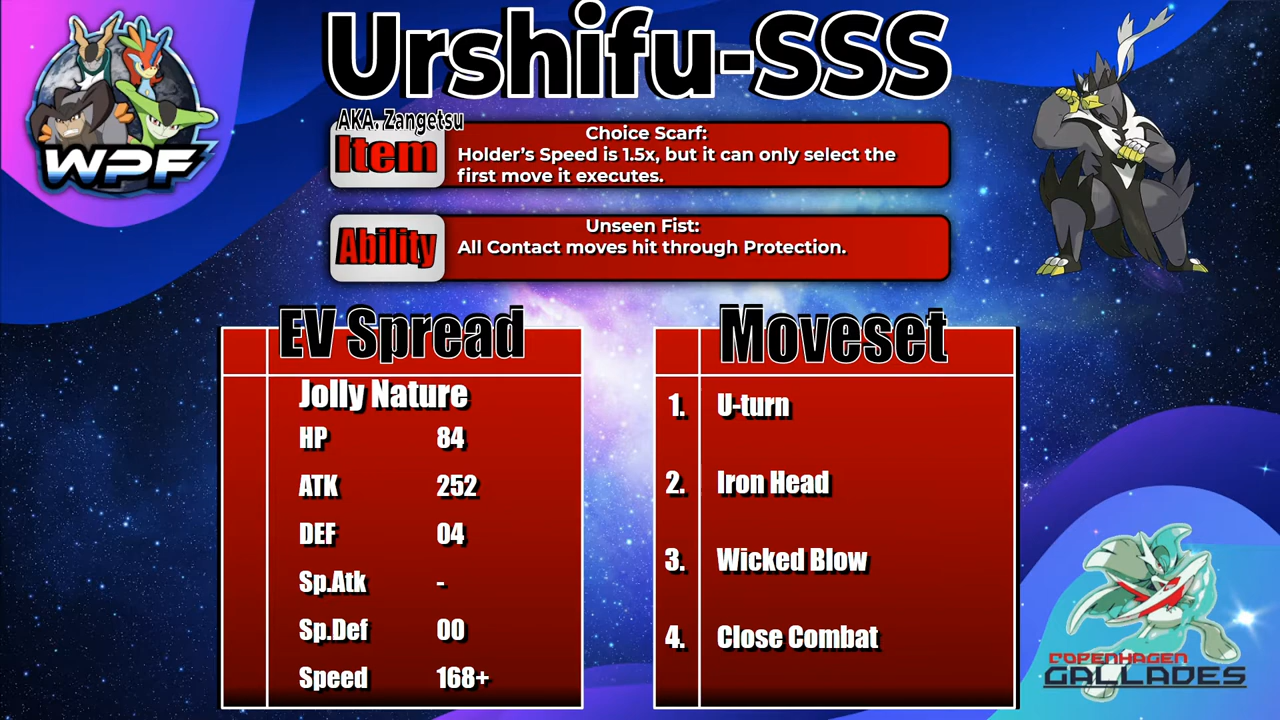 Urshifu-SSS
AKA. Zangetsu
WPF
Item
Choice Scarf:
Holder's Speed is 1.5x, but it can only select the
first move it executes.
Ability
Unseen Fist:
All Contact moves hit through Protection.
EV Spread
Jolly Nature
HP 84
ATK 252
DEF 04
Sp.Atk -
Sp.Def 00
Speed 168+
Moveset
1. U-turn
2. Iron Head
3. Wicked Blow
4. Close Combat
COPENHAGEN
GALLADES